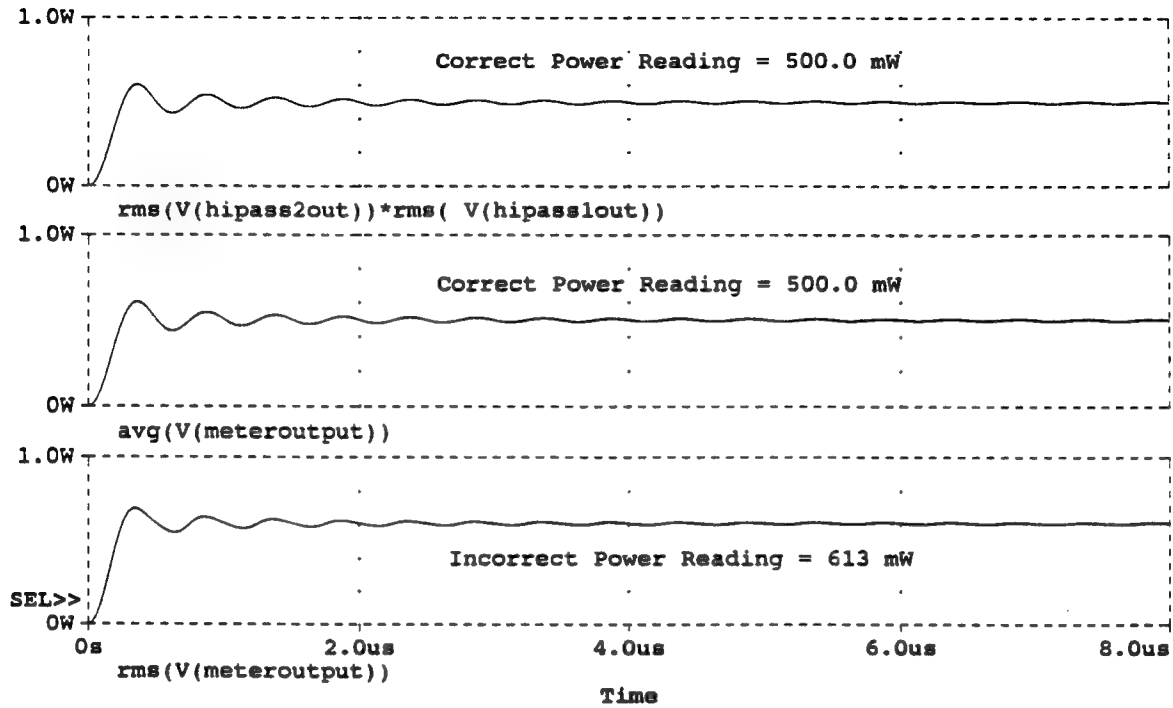 1.0W
Correct Power Reading = 500.0 mW
0W
rms(V(hipass2out))*rms( V(hipass1out))
1.0W
Correct Power Reading = 500.0 mW
0W
avg(V(meteroutput))
1.0W
Incorrect Power Reading = 613 mW
SEL>>
0W
0s 2.0us 4.0us 6.0us 8.0us
rms(V(meteroutput))
Time